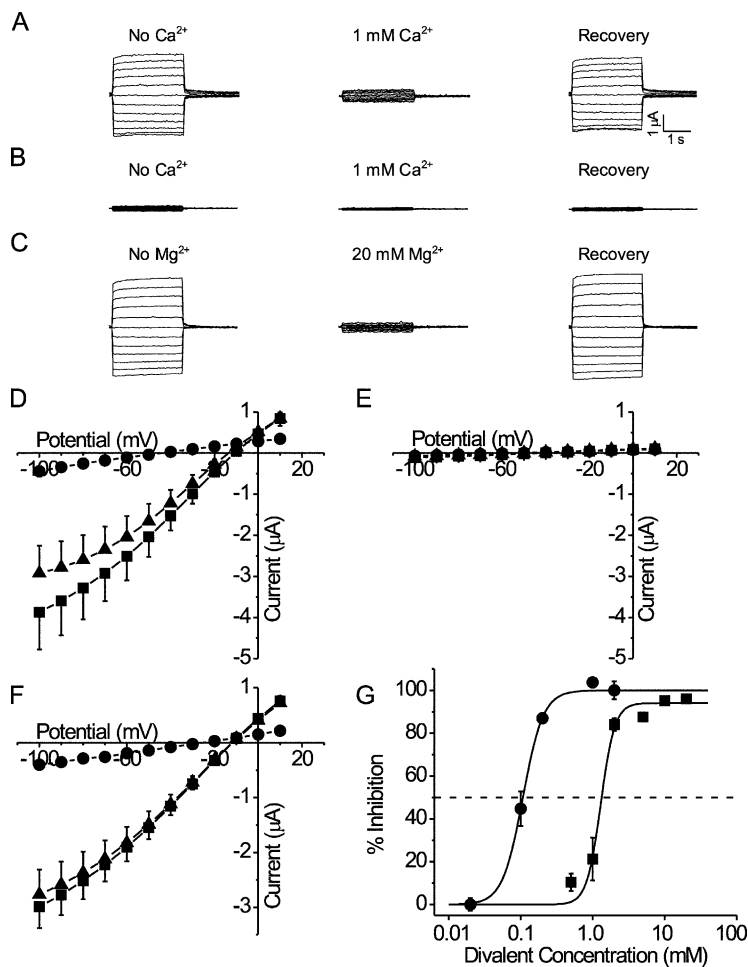 A
No Ca²⁺
1 mM Ca²⁺
Recovery
1 µA
1 s
B
No Ca²⁺
1 mM Ca²⁺
Recovery
C
No Mg²⁺
20 mM Mg²⁺
Recovery
D
Potential (mV)
-100
-60
-20
20
1
-1
-2
-3
-4
-5
Current (µA)
E
Potential (mV)
-100
-60
-20
20
1
-1
-2
-3
-4
-5
Current (µA)
F
Potential (mV)
-100
-60
-20
20
1
-1
-2
-3
Current (µA)
G
100
80
60
40
20
0
% Inhibition
0.01
0.1
1.0
10
100
Divalent Concentration (mM)